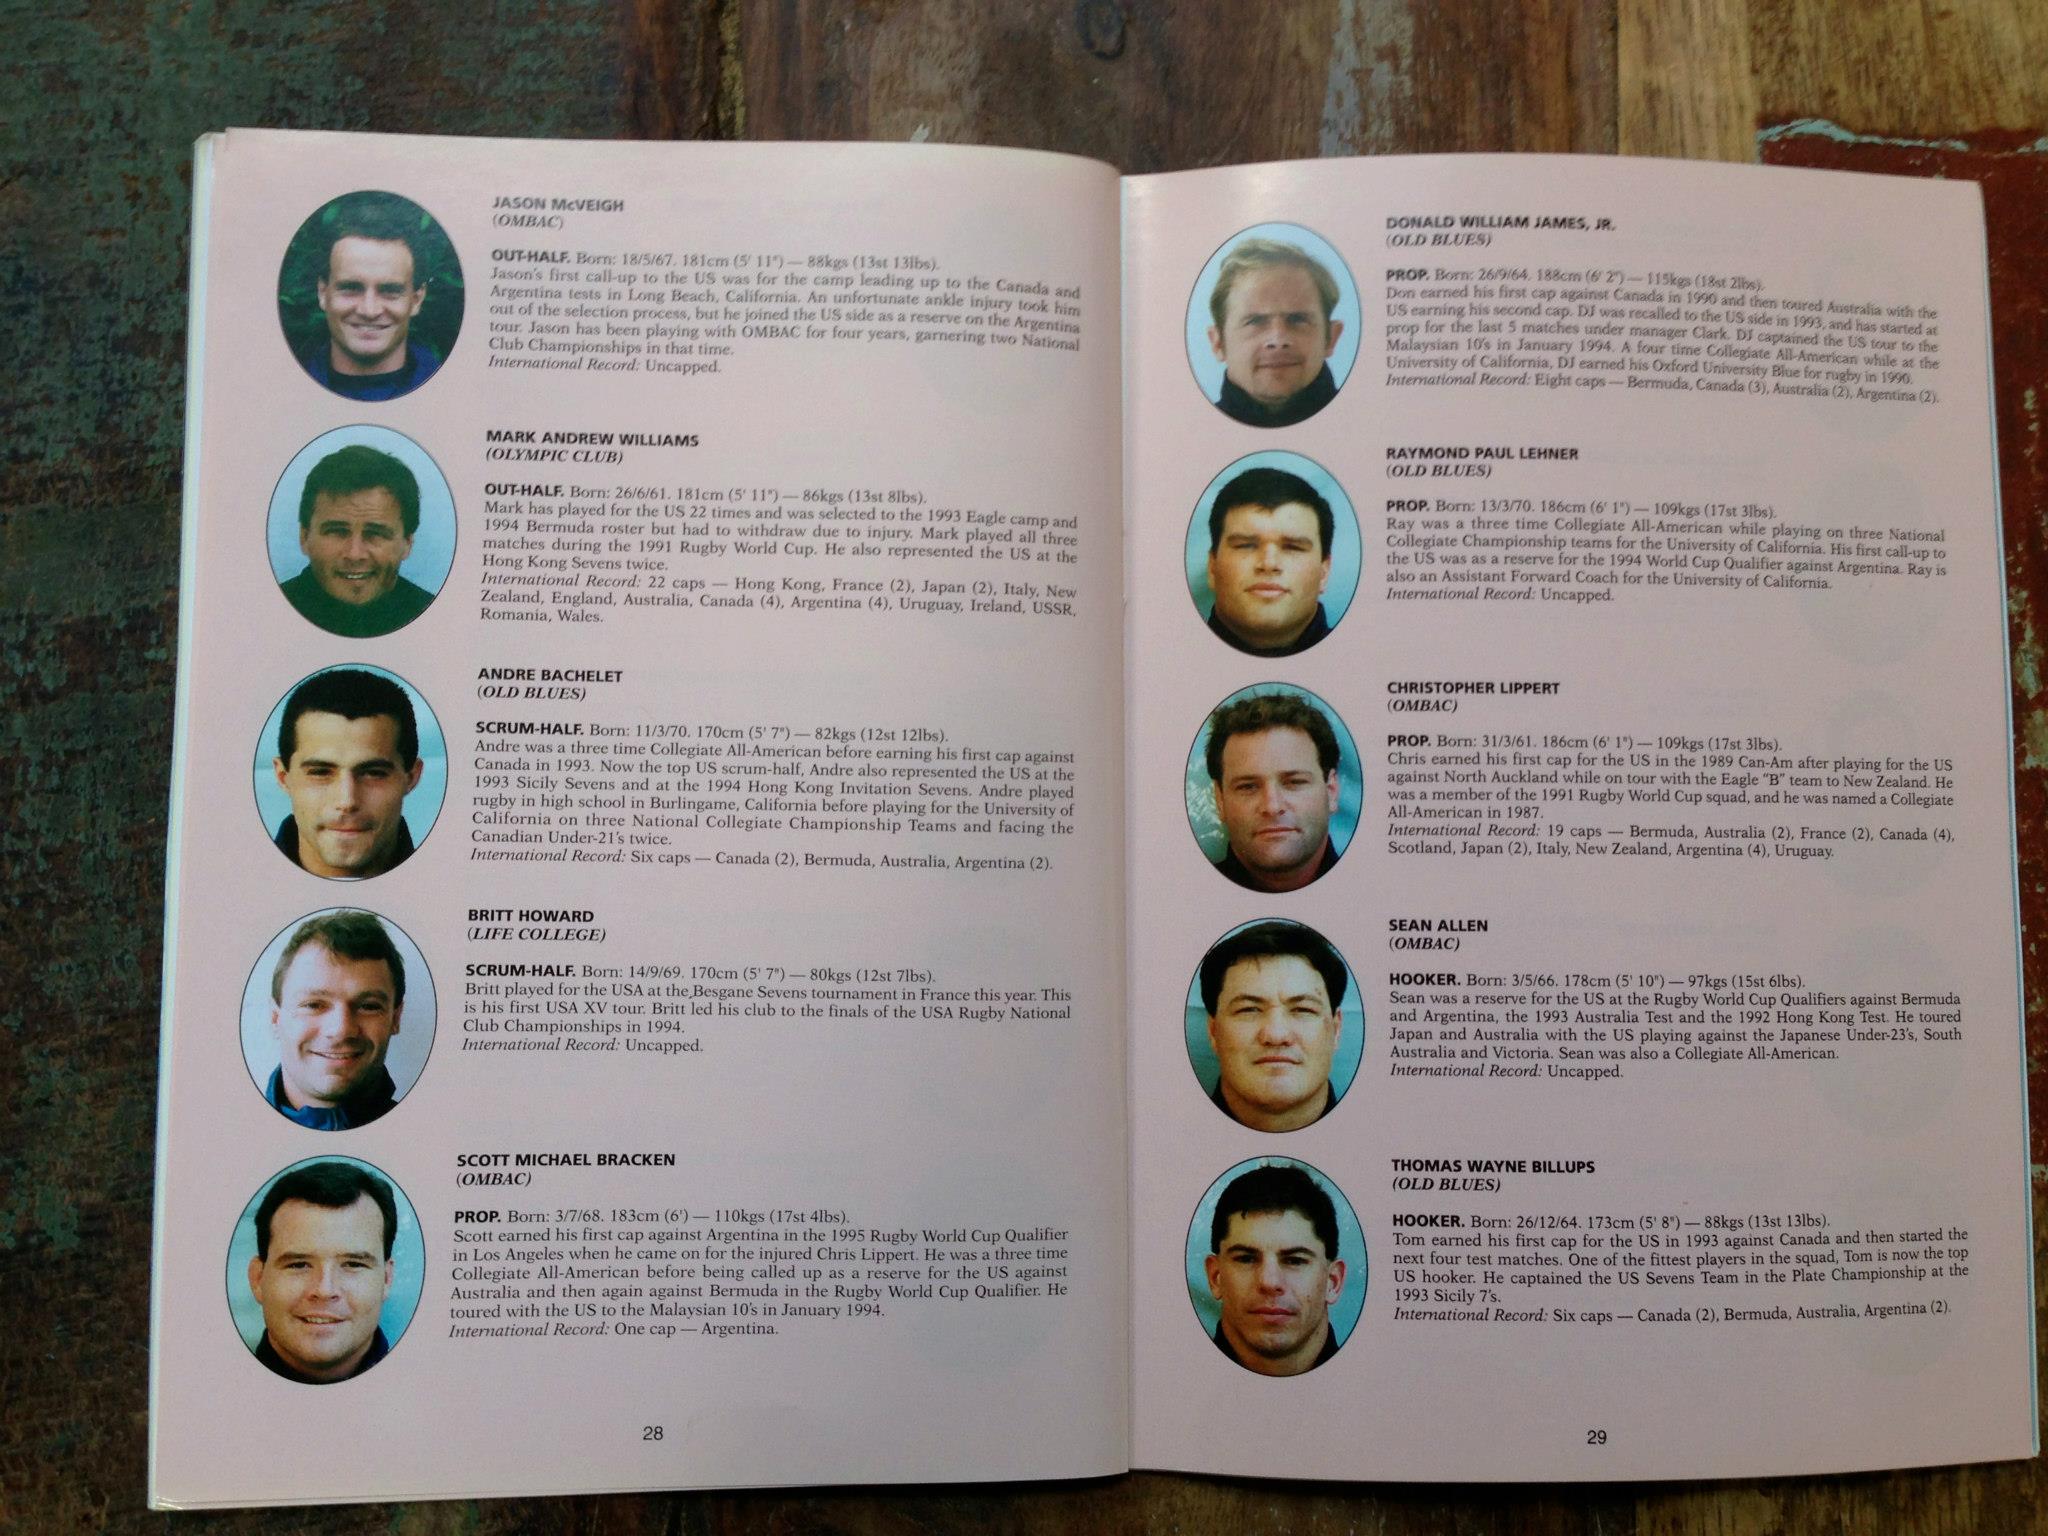 JASON McVEIGH
(OMBAC)
OUT-HALF. Born: 18/5/67. 181cm (5' 11") — 88kgs (13st 13lbs).
Jason's first call-up to the US was for the camp leading up to the Canada and
Argentina tests in Long Beach, California. An unfortunate ankle injury took him
out of the selection process, but he joined the US side as a reserve on the Argentina
tour. Jason has been playing with OMBAC for four years, garnering two National
Club Championships in that time.
International Record: Uncapped.
MARK ANDREW WILLIAMS
(OLYMPIC CLUB)
OUT-HALF. Born: 26/6/61. 181cm (5' 11") — 86kgs (13st 8lbs).
Mark has played for the US 22 times and was selected to the 1993 Eagle camp and
1994 Bermuda roster but had to withdraw due to injury. Mark played all three
matches during the 1991 Rugby World Cup. He also represented the US at the
Hong Kong Sevens twice.
International Record: 22 caps — Hong Kong, France (2), Japan (2), Italy, New
Zealand, England, Australia, Canada (4), Argentina (4), Uruguay, Ireland, USSR,
Romania, Wales.
ANDRE BACHELET
(OLD BLUES)
SCRUM-HALF. Born: 11/3/70. 170cm (5' 7") — 82kgs (12st 12lbs).
Andre was a three time Collegiate All-American before earning his first cap against
Canada in 1993. Now the top US scrum-half, Andre also represented the US at the
1993 Sicily Sevens and at the 1994 Hong Kong Invitation Sevens. Andre played
rugby in high school in Burlingame, California before playing for the University of
California on three National Collegiate Championship Teams and facing the
Canadian Under-21's twice.
International Record: Six caps — Canada (2), Bermuda, Australia, Argentina (2).
BRITT HOWARD
(LIFE COLLEGE)
SCRUM-HALF. Born: 14/9/69. 170cm (5' 7") — 80kgs (12st 7lbs).
Britt played for the USA at the Besgane Sevens tournament in France this year. This
is his first USA XV tour. Britt led his club to the finals of the USA Rugby National
Club Championships in 1994.
International Record: Uncapped.
SCOTT MICHAEL BRACKEN
(OMBAC)
PROP. Born: 3/7/68. 183cm (6') — 110kgs (17st 4lbs).
Scott earned his first cap against Argentina in the 1995 Rugby World Cup Qualifier
in Los Angeles when he came on for the injured Chris Lippert. He was a three time
Collegiate All-American before being called up as a reserve for the US against
Australia and then again against Bermuda in the Rugby World Cup Qualifier. He
toured with the US to the Malaysian 10's in January 1994.
International Record: One cap — Argentina.
28
DONALD WILLIAM JAMES, JR.
(OLD BLUES)
PROP. Born: 26/9/64. 188cm (6' 2") — 115kgs (18st 2lbs).
Don earned his first cap against Canada in 1990 and then toured Australia with the
US earning his second cap. DJ was recalled to the US side in 1993, and has started at
prop for the last 5 matches under manager Clark. DJ captained the US tour to the
Malaysian 10's in January 1994. A four time Collegiate All-American while at the
University of California, DJ earned his Oxford University Blue for rugby in 1990.
International Record: Eight caps — Bermuda, Canada (3), Australia (2), Argentina (2).
RAYMOND PAUL LEHNER
(OLD BLUES)
PROP. Born: 13/3/70. 186cm (6' 1") — 109kgs (17st 3lbs).
Ray was a three time Collegiate All-American while playing on three National
Collegiate Championship teams for the University of California. His first call-up to
the US was as a reserve for the 1994 World Cup Qualifier against Argentina. Ray is
also an Assistant Forward Coach for the University of California.
International Record: Uncapped.
CHRISTOPHER LIPPERT
(OMBAC)
PROP. Born: 31/3/61. 186cm (6' 1") — 109kgs (17st 3lbs).
Chris earned his first cap for the US in the 1989 Can-Am after playing for the US
against North Auckland while on tour with the Eagle "B" team to New Zealand. He
was a member of the 1991 Rugby World Cup squad, and he was named a Collegiate
All-American in 1987.
International Record: 19 caps — Bermuda, Australia (2), France (2), Canada (4),
Scotland, Japan (2), Italy, New Zealand, Argentina (4), Uruguay.
SEAN ALLEN
(OMBAC)
HOOKER. Born: 3/5/66. 178cm (5' 10") — 97kgs (15st 6lbs).
Sean was a reserve for the US at the Rugby World Cup Qualifiers against Bermuda
and Argentina, the 1993 Australia Test and the 1992 Hong Kong Test. He toured
Japan and Australia with the US playing against the Japanese Under-23's, South
Australia and Victoria. Sean was also a Collegiate All-American.
International Record: Uncapped.
THOMAS WAYNE BILLUPS
(OLD BLUES)
HOOKER. Born: 26/12/64. 173cm (5' 8") — 88kgs (13st 13lbs).
Tom earned his first cap for the US in 1993 against Canada and then started the
next four test matches. One of the fittest players in the squad, Tom is now the top
US hooker. He captained the US Sevens Team in the Plate Championship at the
1993 Sicily 7's.
International Record: Six caps — Canada (2), Bermuda, Australia, Argentina (2).
29